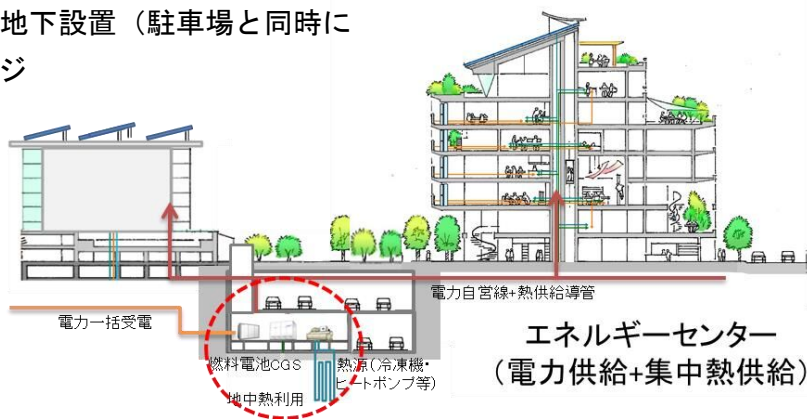 地下設置（駐車場と同時に
ジ
電力自営線+熱供給導管
電力一括受電
エネルギーセンター
（電力供給+集中熱供給）
燃料電池CGS
熱源（冷凍機・
ヒートポンプ等）
地中熱利用